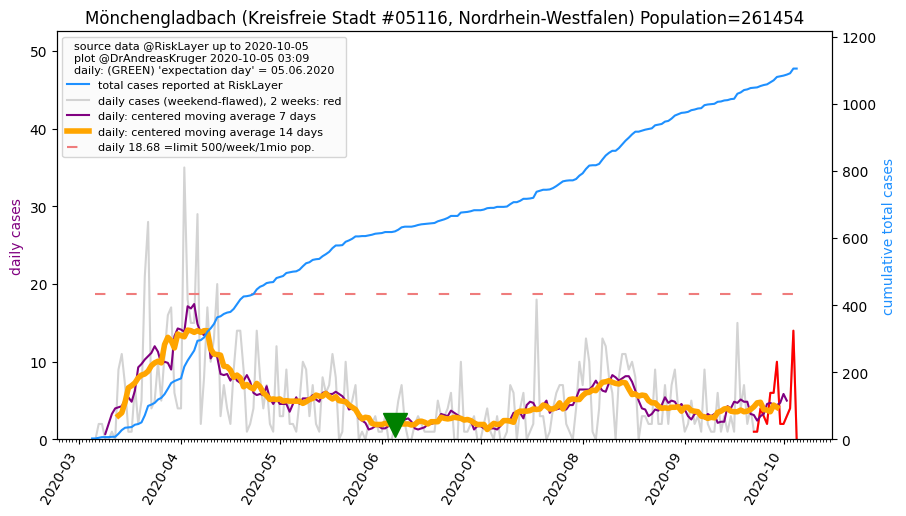 Mönchengladbach (Kreisfreie Stadt #05116, Nordrhein-Westfalen) Population=261454
source data @RiskLayer up to 2020-10-05
plot @DrAndreasKruger 2020-10-05 03:09
daily: (GREEN) 'expectation day' = 05.06.2020
total cases reported at RiskLayer
daily cases (weekend-flawed), 2 weeks: red
daily: centered moving average 7 days
daily: centered moving average 14 days
daily 18.68 =limit 500/week/1mio pop.
daily cases
50
40
30
20
10
0
cumulative total cases
1200
1000
800
600
400
200
0
2020-03
2020-04
2020-05
2020-06
2020-07
2020-08
2020-09
2020-10